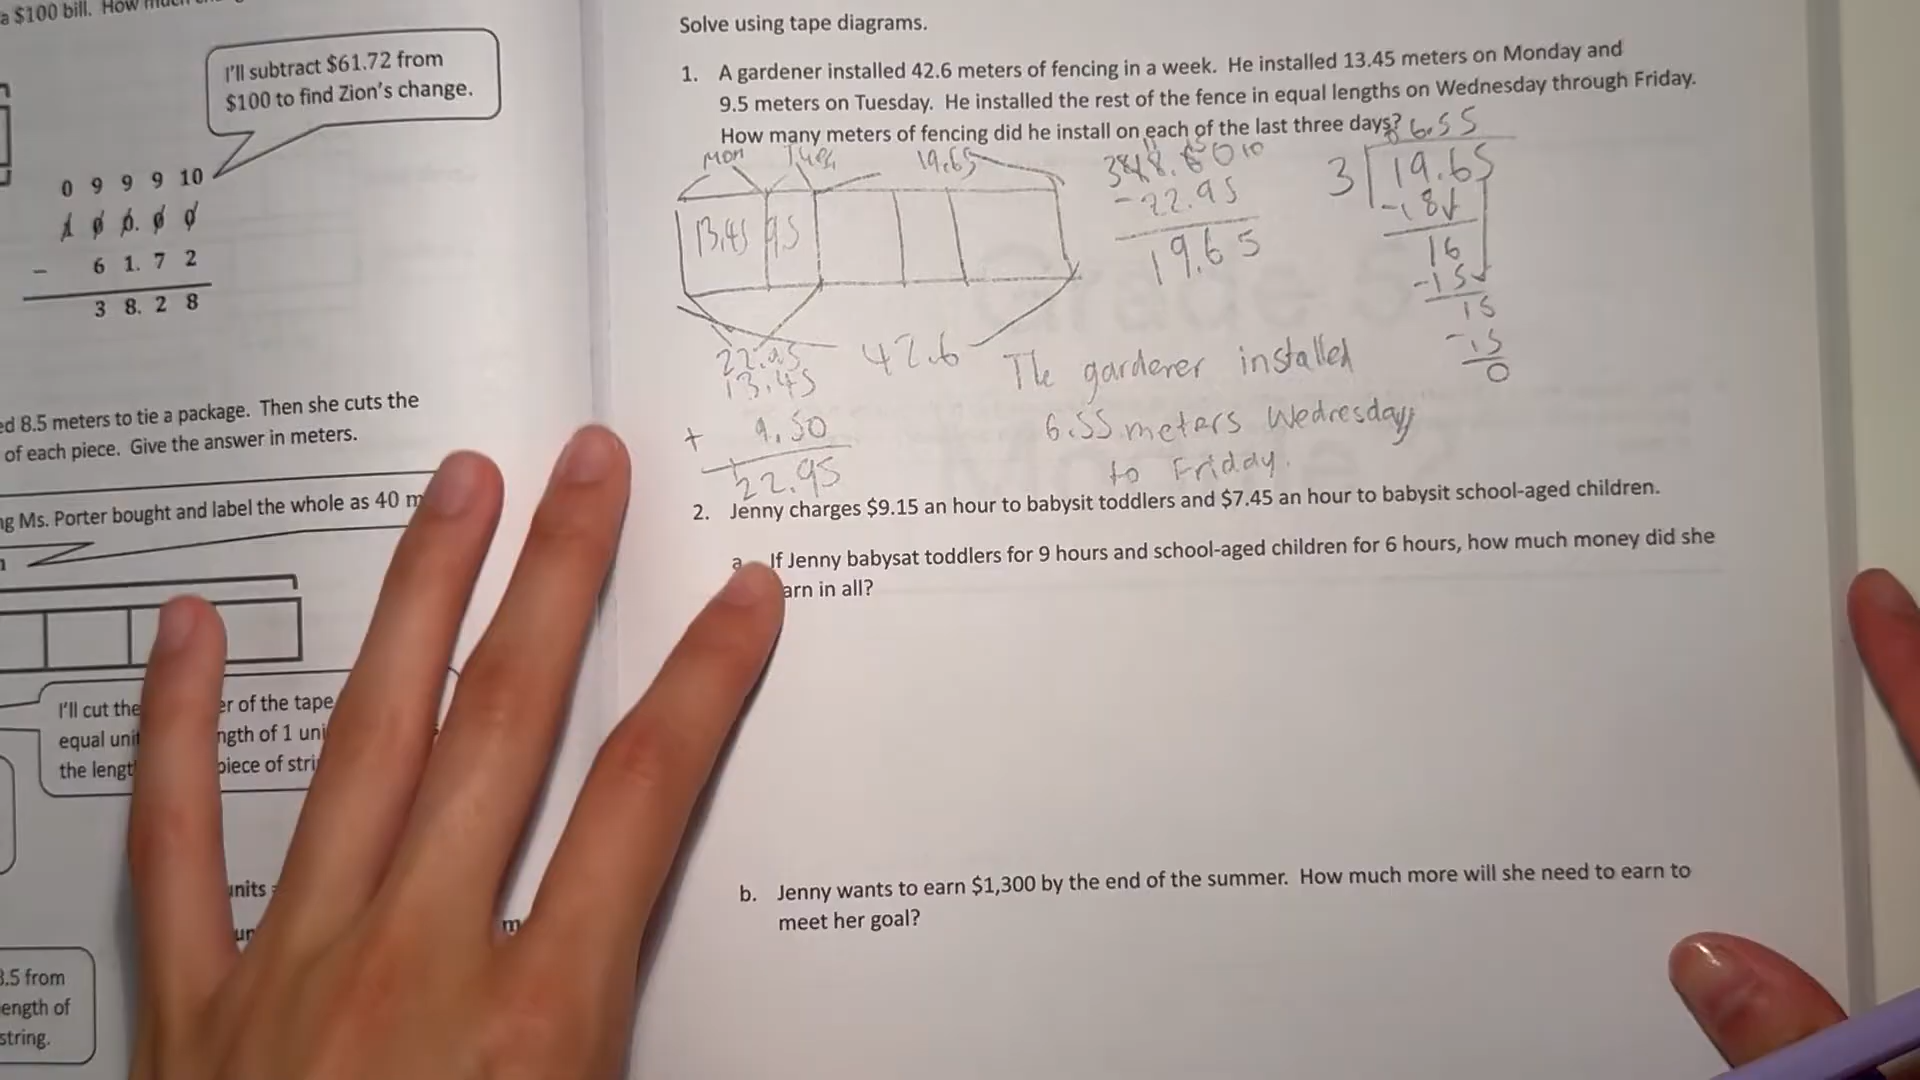 a $100 bill. How much
I'll subtract $61.72 from
$100 to find Zion's change.
0 9 9 9 10
1 0 0. 0 0
- 6 1. 7 2
3 8. 2 8
ed 8.5 meters to tie a package. Then she cuts the
of each piece. Give the answer in meters.
ng Ms. Porter bought and label the whole as 40 m
I'll cut the
er of the tape
equal unit
ngth of 1 uni
the lengt
piece of stri
units =
m
8.5 from
ength of
string.
Solve using tape diagrams.
1. A gardener installed 42.6 meters of fencing in a week. He installed 13.45 meters on Monday and
9.5 meters on Tuesday. He installed the rest of the fence in equal lengths on Wednesday through Friday.
How many meters of fencing did he install on each of the last three days?
Mon Tues 19.65
13.45 9.5
22.95
13.45
+ 9.50
22.95
42.6
-22.95
19.65
6.55
3 19.65
-18
16
-15
15
-15
0
The gardener installed
6.55 meters Wednesday
to Friday.
2. Jenny charges $9.15 an hour to babysit toddlers and $7.45 an hour to babysit school-aged children.
a. If Jenny babysat toddlers for 9 hours and school-aged children for 6 hours, how much money did she
arn in all?
b. Jenny wants to earn $1,300 by the end of the summer. How much more will she need to earn to
meet her goal?